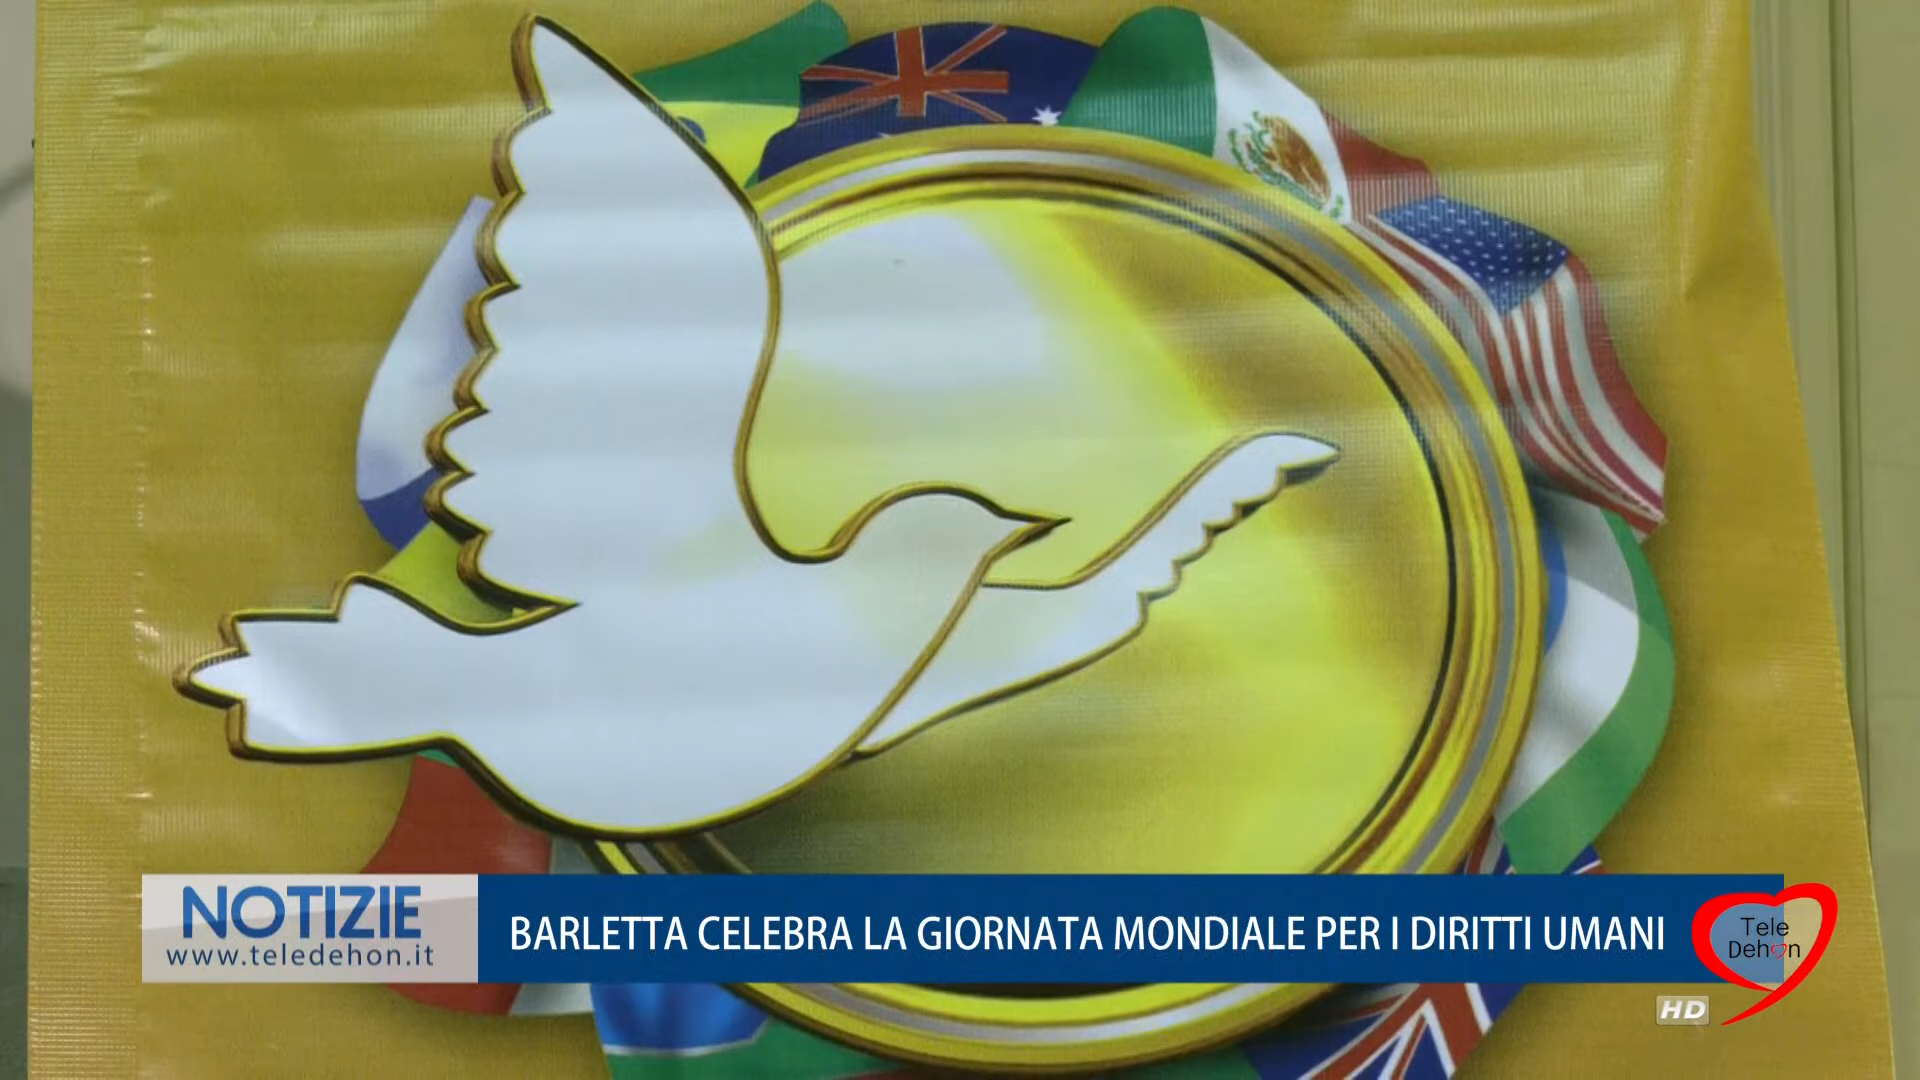 NOTIZIE
www.teledehon.it
BARLETTA CELEBRA LA GIORNATA MONDIALE PER I DIRITTI UMANI
Tele
Dehon
HD